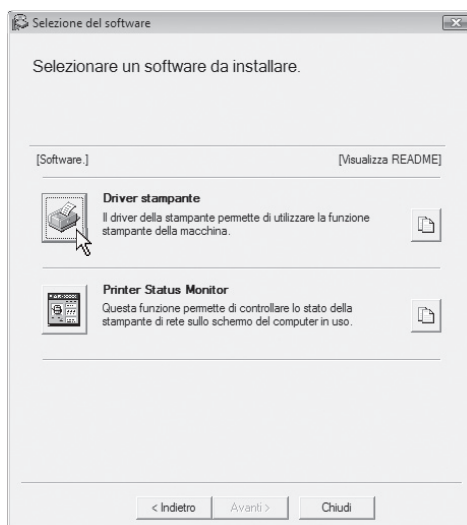 Selezione del software
Selezionare un software da installare.
[Software.] [Visualizza README]
Driver stampante
Il driver della stampante permette di utilizzare la funzione
stampante della macchina.
Printer Status Monitor
Questa funzione permette di controllare lo stato della
stampante di rete sullo schermo del computer in uso.
< Indietro Avanti > Chiudi